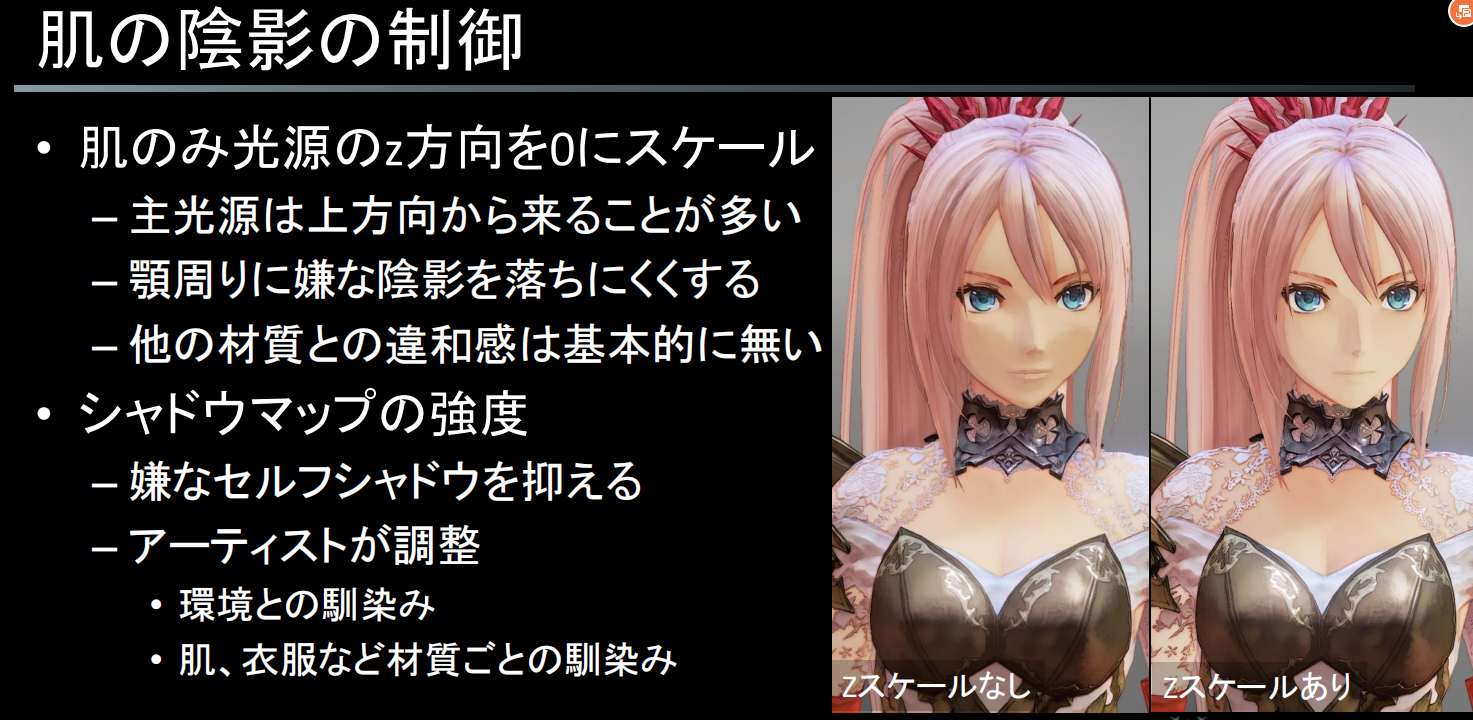 肌の陰影の制御
• 肌のみ光源のz方向を0にスケール
– 主光源は上方向から来ることが多い
– 顎周りに嫌な陰影を落ちにくくする
– 他の材質との違和感は基本的に無い
• シャドウマップの強度
– 嫌なセルフシャドウを抑える
– アーティストが調整
• 環境との馴染み
• 肌、衣服など材質ごとの馴染み
Zスケールなし
Zスケールあり